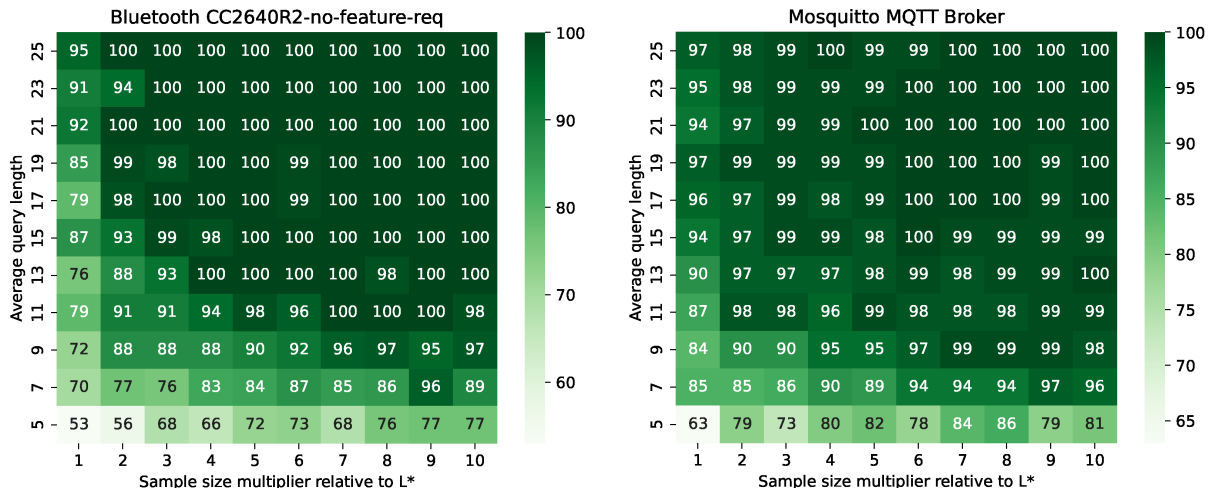 Bluetooth CC2640R2-no-feature-req
Average query length
25 95 100 100 100 100 100 100 100 100 100
23 91 94 100 100 100 100 100 100 100 100
21 92 100 100 100 100 100 100 100 100 100
19 85 99 98 100 100 99 100 100 100 100
17 79 98 100 100 100 99 100 100 100 100
15 87 93 99 98 100 100 100 100 100 100
13 76 88 93 100 100 100 100 98 100 100
11 79 91 91 94 98 96 100 100 100 98
9 72 88 88 88 90 92 96 97 95 97
7 70 77 76 83 84 87 85 86 96 89
5 53 56 68 66 72 73 68 76 77 77
1 2 3 4 5 6 7 8 9 10
Sample size multiplier relative to L*
100
90
80
70
60
Mosquitto MQTT Broker
Average query length
25 97 98 99 100 99 99 100 100 100 100
23 95 98 99 99 99 100 100 100 100 100
21 94 97 99 99 100 100 100 100 100 100
19 97 99 99 99 99 100 100 100 99 100
17 96 97 99 98 99 100 100 100 99 100
15 94 97 99 99 98 100 99 99 99 99
13 90 97 97 97 98 99 98 99 99 100
11 87 98 98 96 99 98 98 98 99 99
9 84 90 90 95 95 97 99 99 99 98
7 85 85 86 90 89 94 94 94 97 96
5 63 79 73 80 82 78 84 86 79 81
1 2 3 4 5 6 7 8 9 10
Sample size multiplier relative to L*
100
95
90
85
80
75
70
65